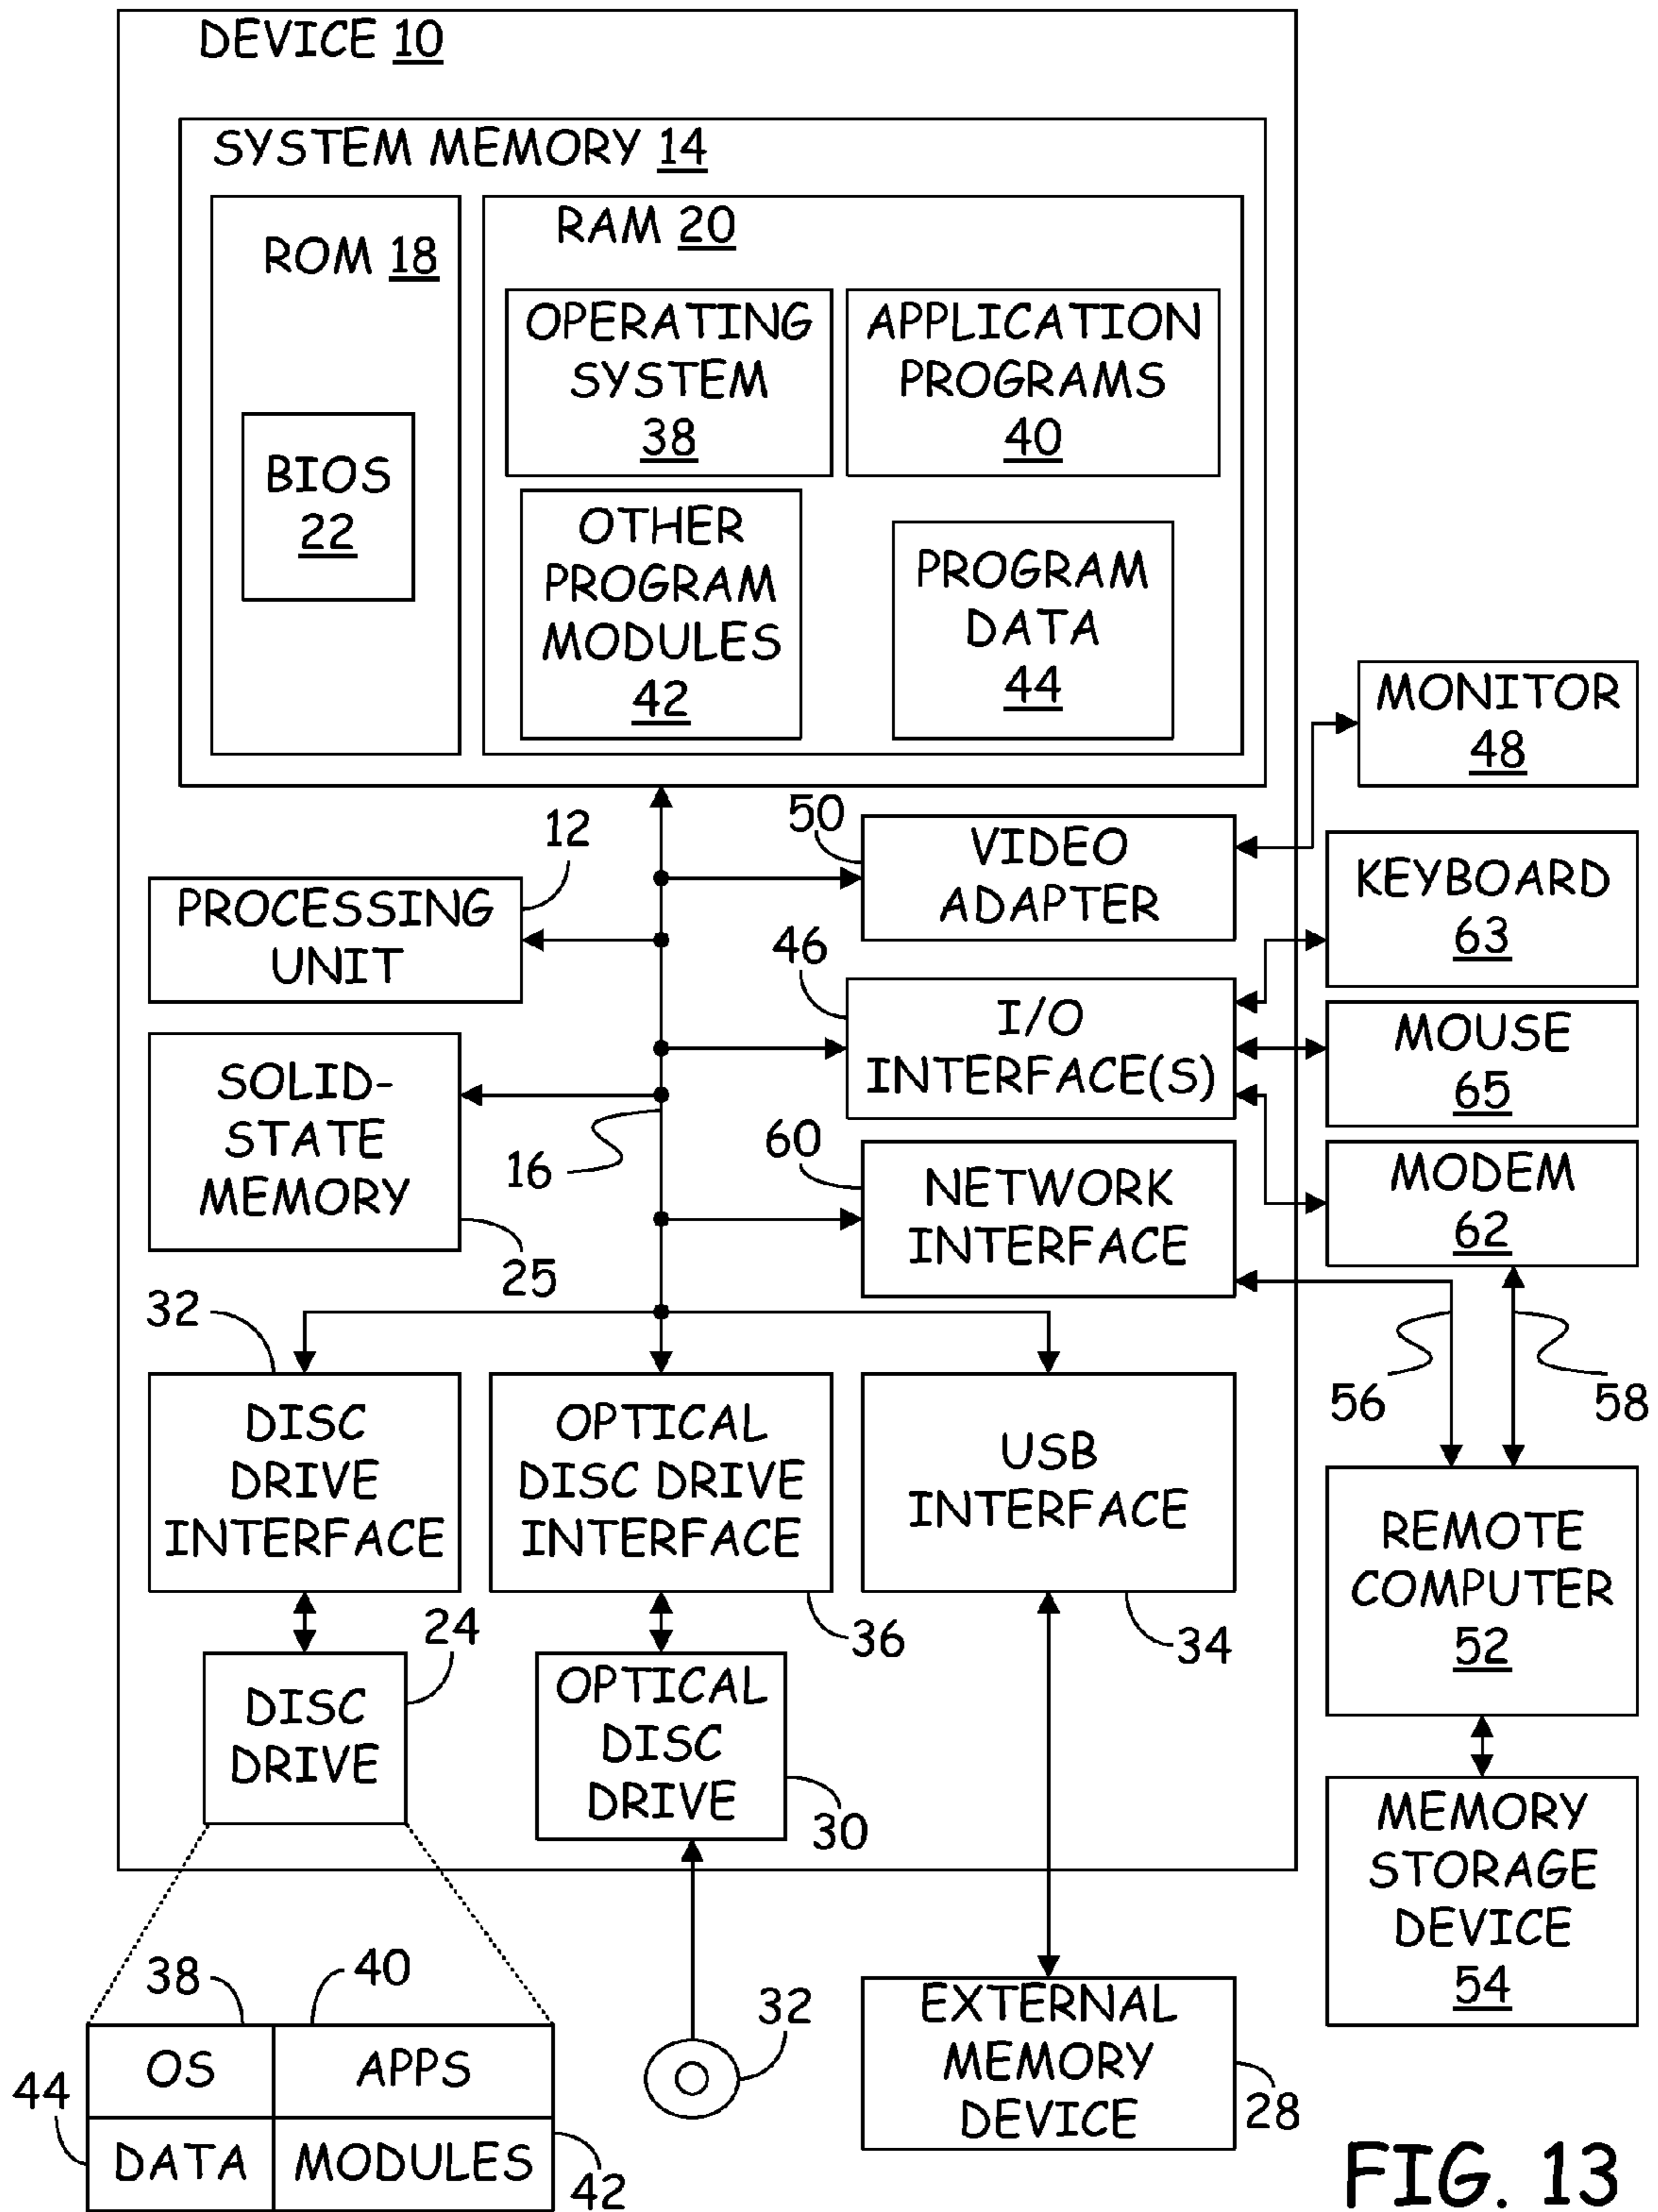 DEVICE 10
SYSTEM MEMORY 14
ROM 18
BIOS
22
RAM 20
OPERATING
SYSTEM
38
APPLICATION
PROGRAMS
40
OTHER
PROGRAM
MODULES
42
PROGRAM
DATA
44
MONITOR
48
12
PROCESSING
UNIT
50
VIDEO
ADAPTER
KEYBOARD
63
46
I/O
INTERFACE(S)
MOUSE
65
SOLID-
STATE
MEMORY
25
16
60
NETWORK
INTERFACE
MODEM
62
56
58
32
DISC
DRIVE
INTERFACE
OPTICAL
DISC DRIVE
INTERFACE
36
USB
INTERFACE
34
REMOTE
COMPUTER
52
24
DISC
DRIVE
OPTICAL
DISC
DRIVE
30
MEMORY
STORAGE
DEVICE
54
38
40
OS
APPS
44
DATA
MODULES
42
32
EXTERNAL
MEMORY
DEVICE
28
FIG. 13